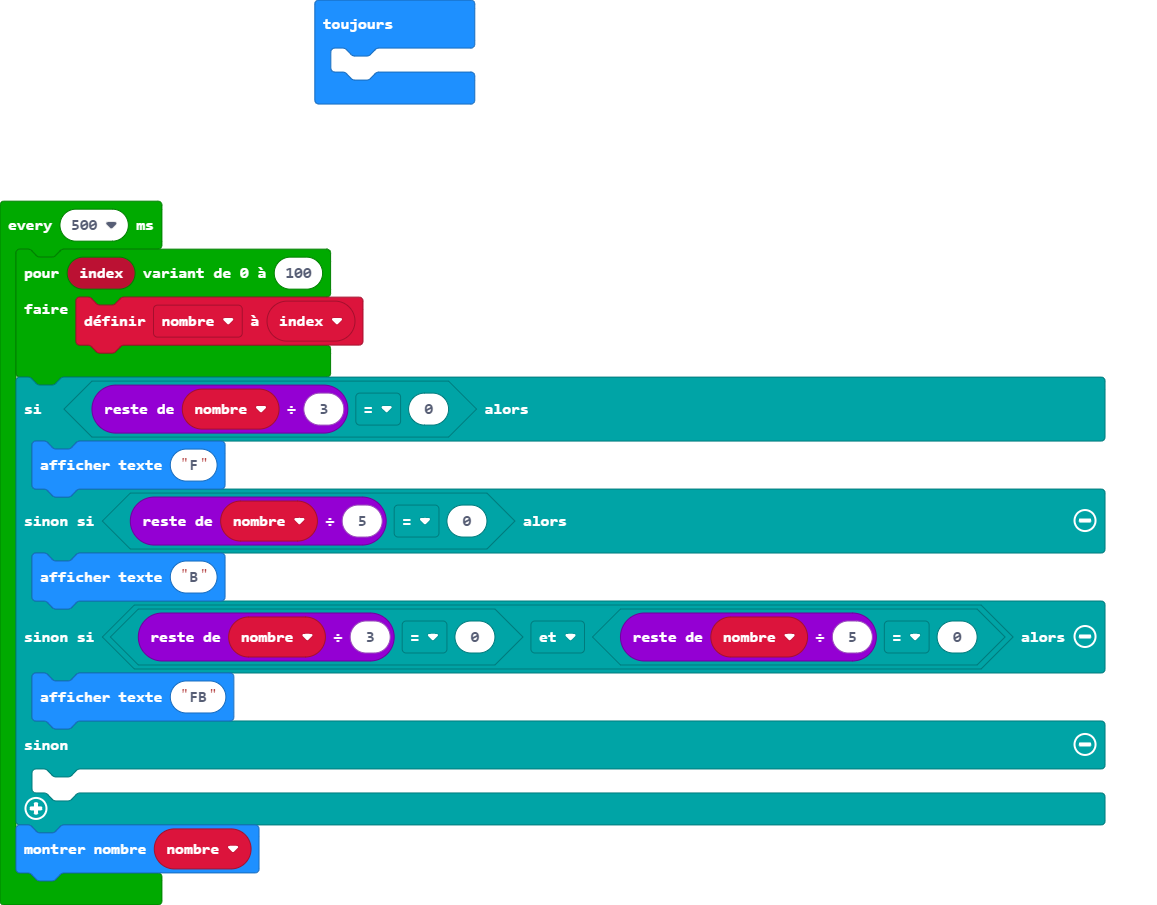 toujours
every 500 ms
pour index variant de 0 à 100
faire définir nombre à index
si reste de nombre ÷ 3 = 0 alors
afficher texte "F"
sinon si reste de nombre ÷ 5 = 0 alors
afficher texte "B"
sinon si reste de nombre ÷ 3 = 0 et reste de nombre ÷ 5 = 0 alors
afficher texte "FB"
sinon
montrer nombre nombre